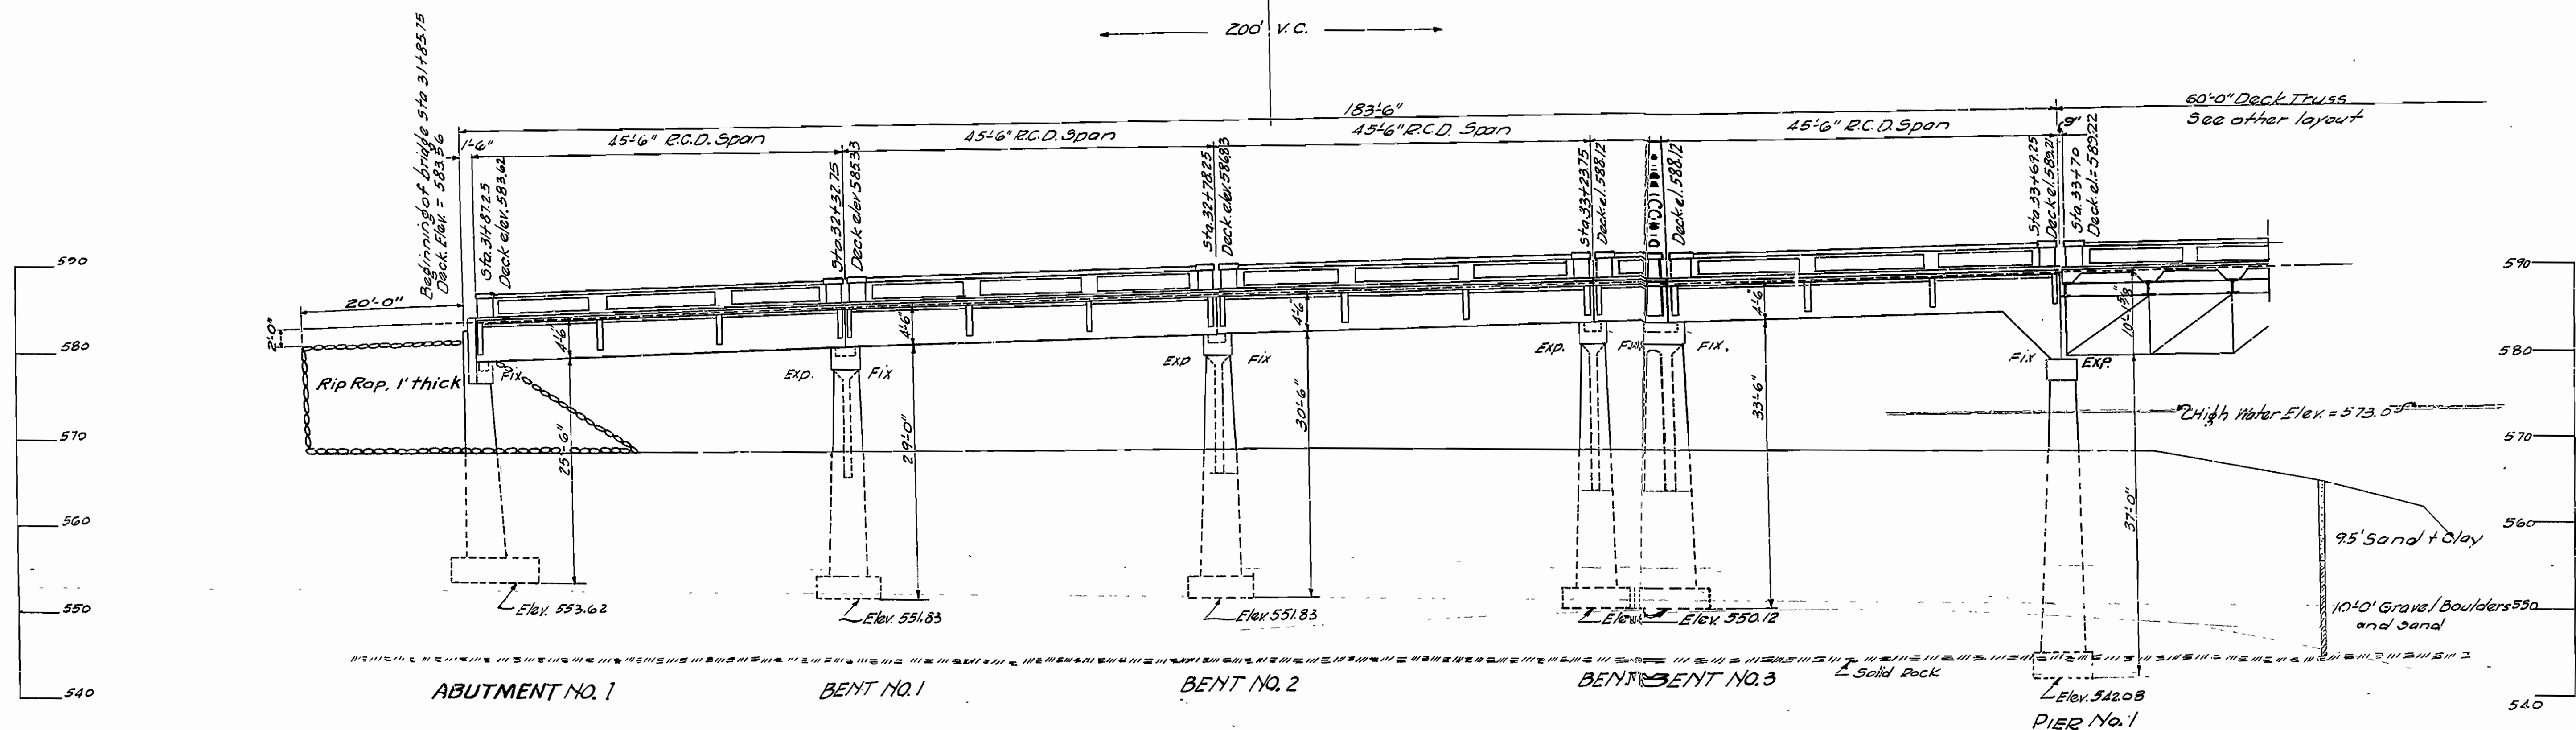 200' V.C.
183'-6"
60'-0" Deck Truss
See other layout
45'-6" R.C.D. Span
45'-6" R.C.D. Span
45'-6" R.C.D. Span
45'-6" R.C.D. Span
1'-6"
9"
Beginning of bridge Sta 31+85.75
Deck Elev. = 583.56
Sta. 31+87.25
Deck elev. 583.62
Sta. 32+32.75
Deck elev. 585.33
Sta. 32+78.25
Deck elev. 586.83
Sta. 33+23.75
Deck el. 588.12
Deck el. 588.12
Sta. 33+69.25
Deck el. 589.21
Sta. 33+70
Deck el. = 589.22
590
580
570
560
550
540
590
580
570
560
550
540
20'-0"
2'-0"
Rip Rap, 1' thick
4'-6"
4'-6"
4'-6"
4'-6"
Fix
Exp.
Fix
Exp
Fix
Exp.
Fix.
Fix
Exp.
25'-6"
29'-0"
30'-6"
33'-6"
37'-0"
High Water Elev. = 573.0
9.5' Sand + Clay
10'-0' Gravel Boulders
and sand
Elev. 553.62
Elev. 551.83
Elev. 551.83
Elev. 550.12
Solid Rock
Elev. 542.08
ABUTMENT NO. 1
BENT NO. 1
BENT NO. 2
BENT NO. 3
PIER No. 1